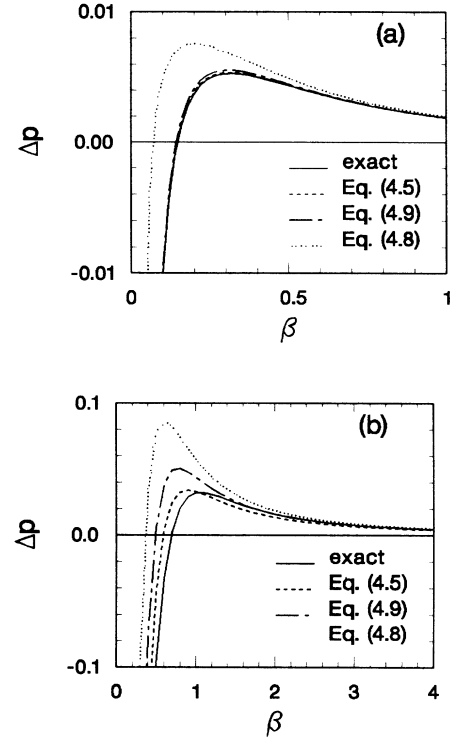 (a)
0.01
0.00
-0.01
Δp
exact
Eq. (4.5)
Eq. (4.9)
Eq. (4.8)
0
0.5
1
β
(b)
0.1
0.0
-0.1
Δp
exact
Eq. (4.5)
Eq. (4.9)
Eq. (4.8)
0
1
2
3
4
β